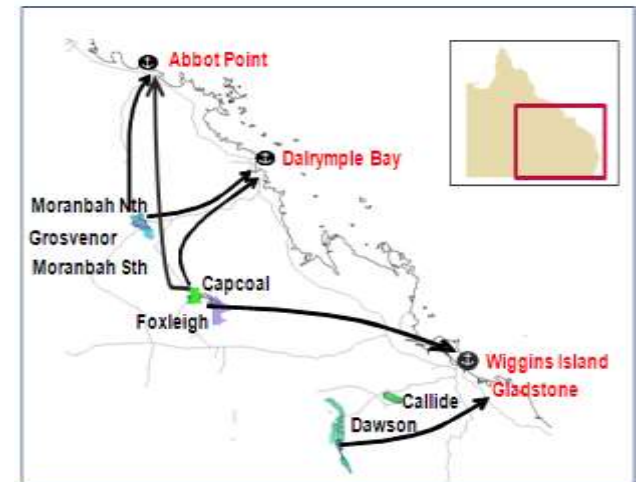 Abbot Point
Dalrymple Bay
Moranbah Nth
Grosvenor
Moranbah Sth
Capcoal
Foxleigh
Wiggins Island
Gladstone
Callide
Dawson